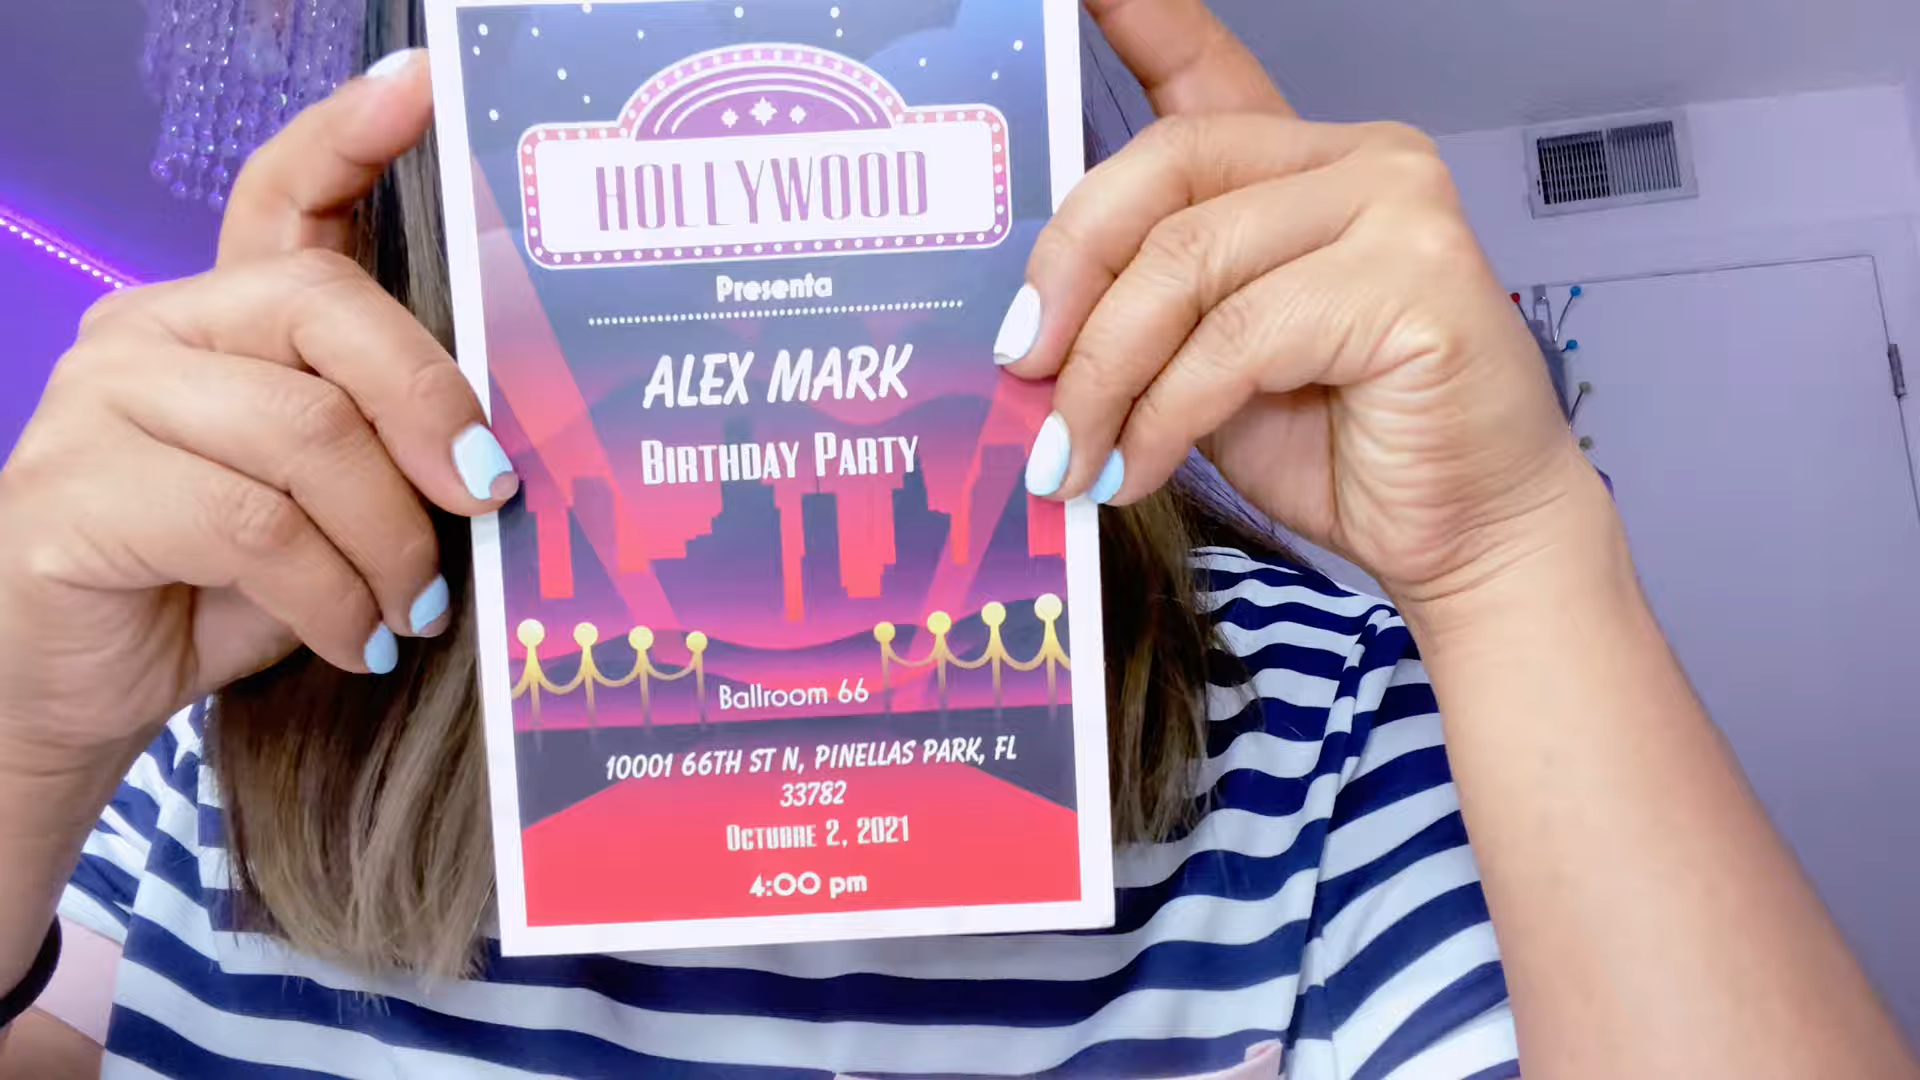 HOLLYWOOD
Presenta
ALEX MARK
BIRTHDAY PARTY
Ballroom 66
10001 66TH ST N, PINELLAS PARK, FL
33782
OCTUBRE 2, 2021
4:00 pm